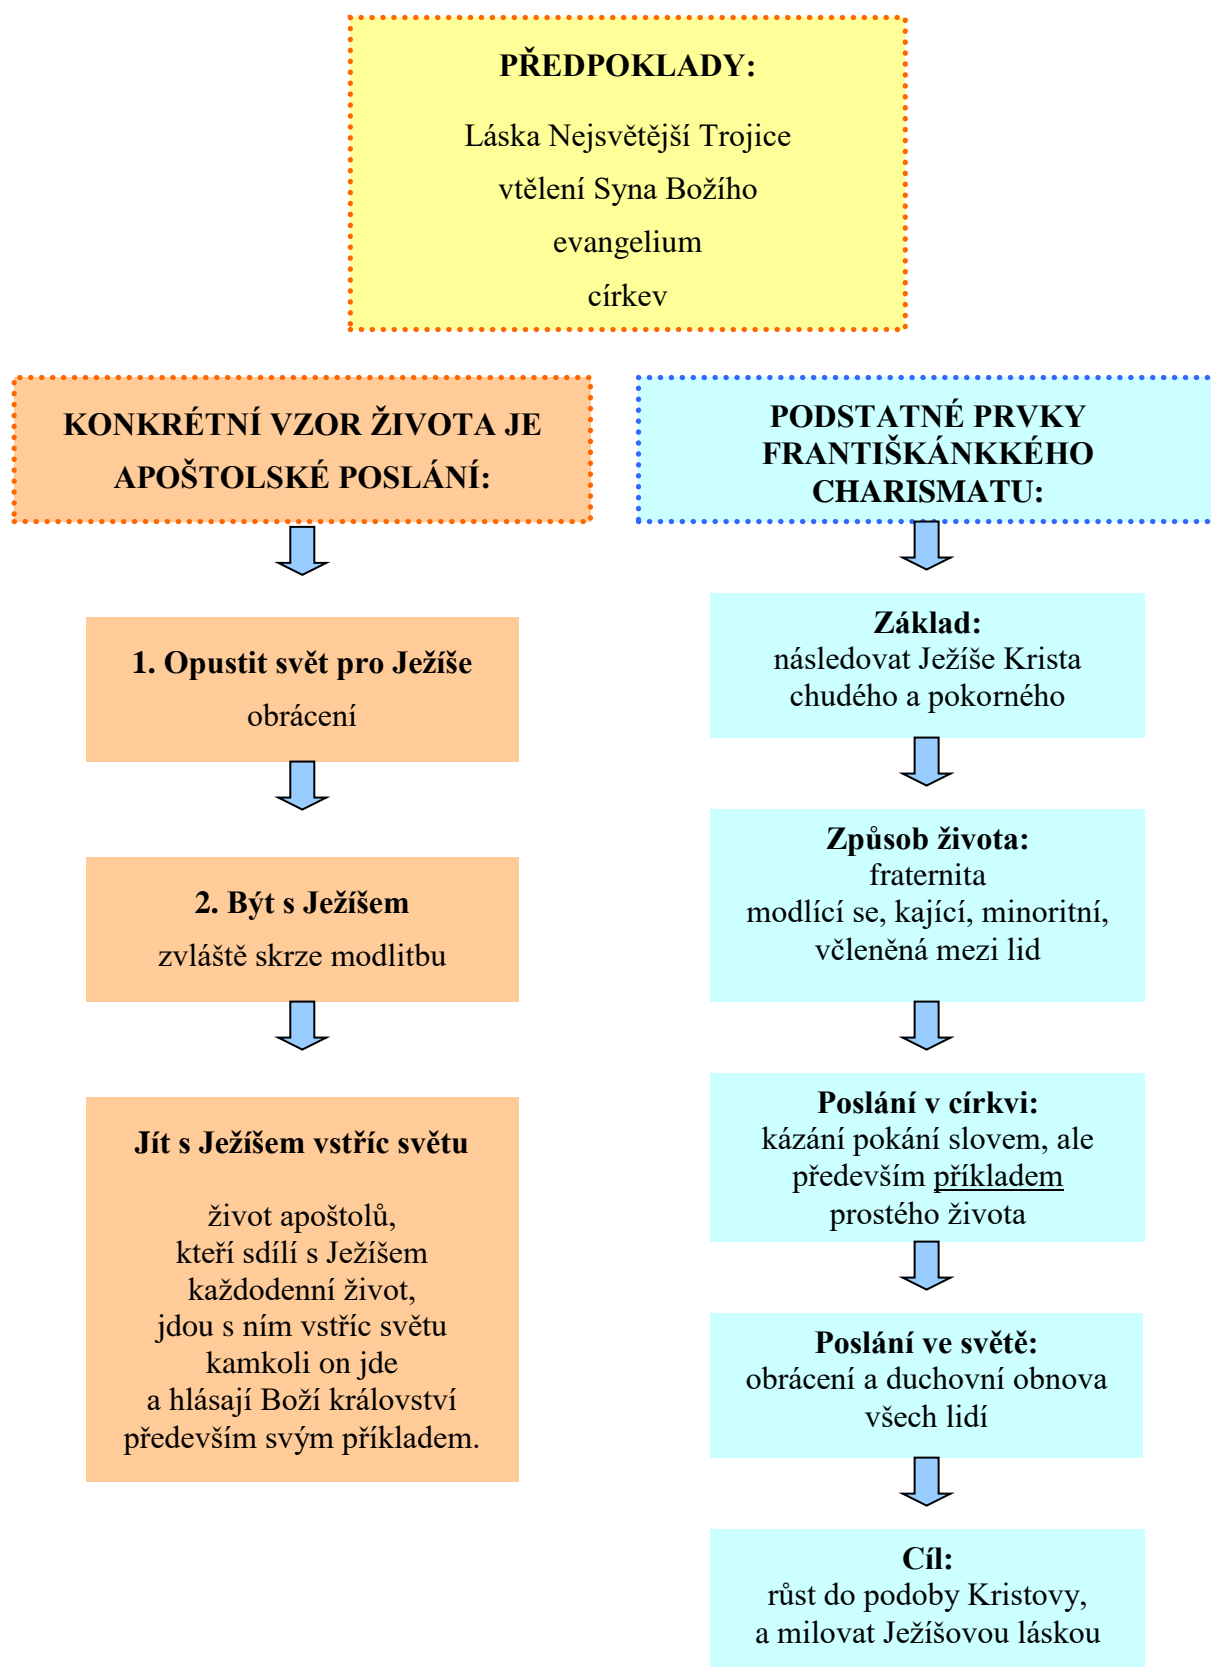 PŘEDPOKLADY:
Láska Nejsvětější Trojice
vtělení Syna Božího
evangelium
církev
KONKRÉTNÍ VZOR ŽIVOTA JE
APOŠTOLSKÉ POSLÁNÍ:
1. Opustit svět pro Ježíše
obrácení
2. Být s Ježíšem
zvláště skrze modlitbu
Jít s Ježíšem vstříc světu
život apoštolů,
kteří sdílí s Ježíšem
každodenní život,
jdou s ním vstříc světu
kamkoli on jde
a hlásají Boží království
především svým příkladem.
PODSTATNÉ PRVKY
FRANTIŠKÁNKKÉHO
CHARISMATU:
Základ:
následovat Ježíše Krista
chudého a pokorného
Způsob života:
fraternita
modlící se, kající, minoritní,
včleněná mezi lid
Poslání v církvi:
kázání pokání slovem, ale
především příkladem
prostého života
Poslání ve světě:
obrácení a duchovní obnova
všech lidí
Cíl:
růst do podoby Kristovy,
a milovat Ježíšovou láskou